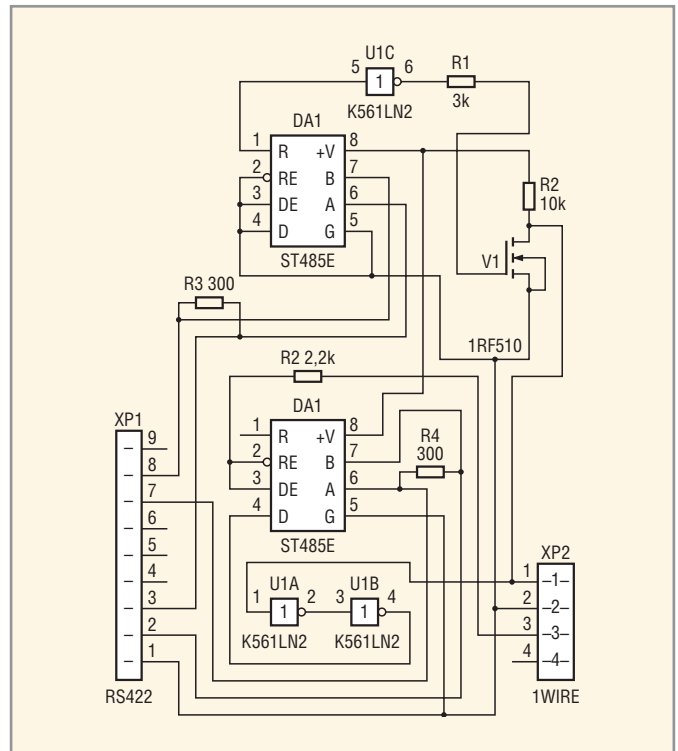 U1C
5 6
1
K561LN2
R1
3k
DA1
1 R +V 8
2 RE B 7
3 DE A 6
4 D G 5
ST485E
R2
10k
V1
1RF510
R3 300
R2 2,2k
DA1
1 R +V 8
2 RE B 7
3 DE A 6
4 D G 5
ST485E
R4
300
XP1
– 9
– 8
– 7
– 6
– 5
– 4
– 3
– 2
– 1
RS422
U1A U1B
1 1 2 3 1 4
K561LN2 K561LN2
XP2
1 –1–
2 –2–
3 –3–
4 –4–
1WIRE